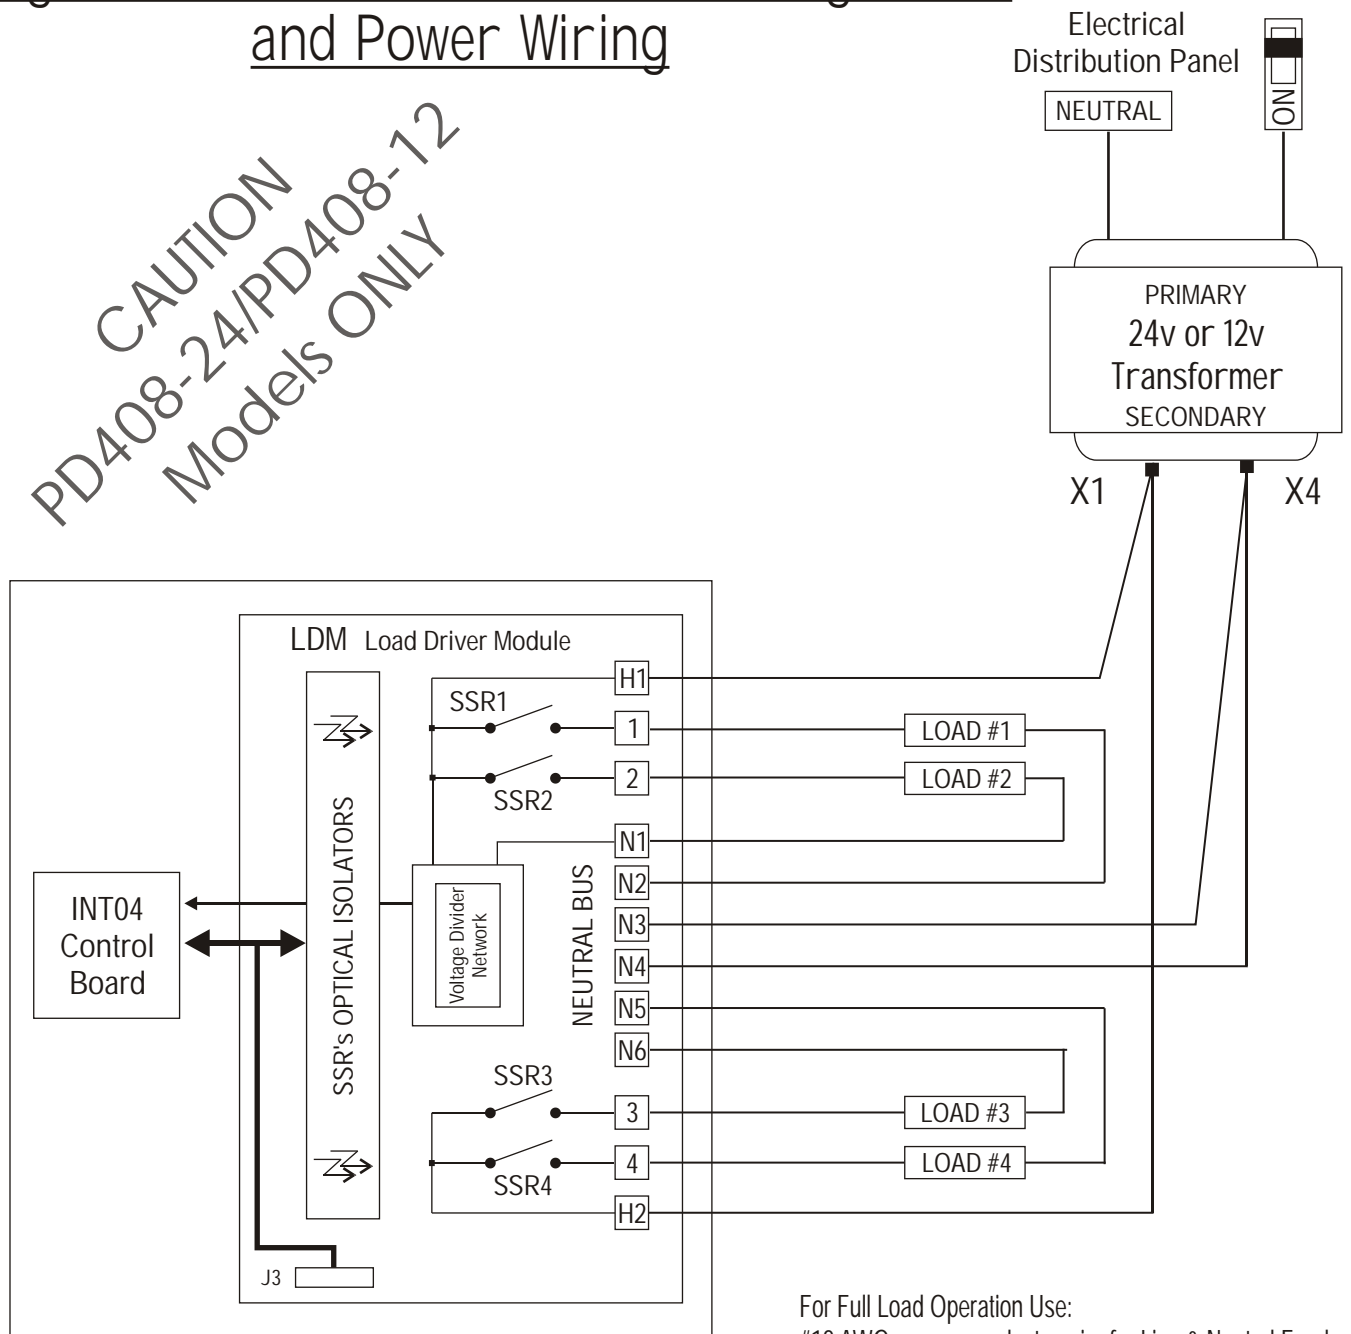 and Power Wiring
Electrical
Distribution Panel
NEUTRAL
ON
CAUTION
PD408-24/PD408-12
Models ONLY
PRIMARY
24v or 12v
Transformer
SECONDARY
X1
X4
LDM Load Driver Module
H1
SSR1
1
LOAD #1
2
LOAD #2
SSR2
N1
N2
N3
N4
N5
N6
NEUTRAL BUS
SSR's OPTICAL ISOLATORS
Voltage Divider
Network
INT04
Control
Board
SSR3
3
LOAD #3
4
LOAD #4
SSR4
H2
J3
For Full Load Operation Use: